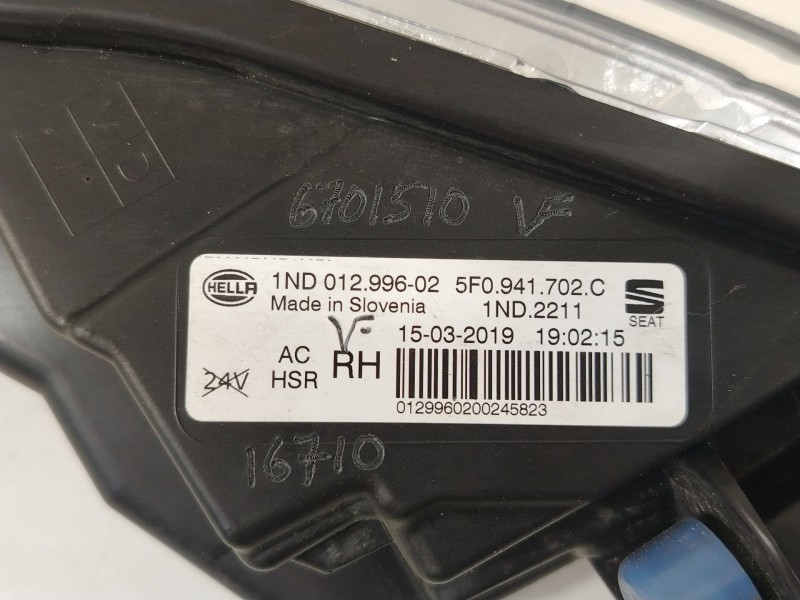 VD
6701510 VF
HELLA 1ND 012.996-02 5F0.941.702.C
Made in Slovenia 1ND.2211 SEAT
VF 15-03-2019 19:02:15
24V AC RH
HSR
0129960200245823
16710